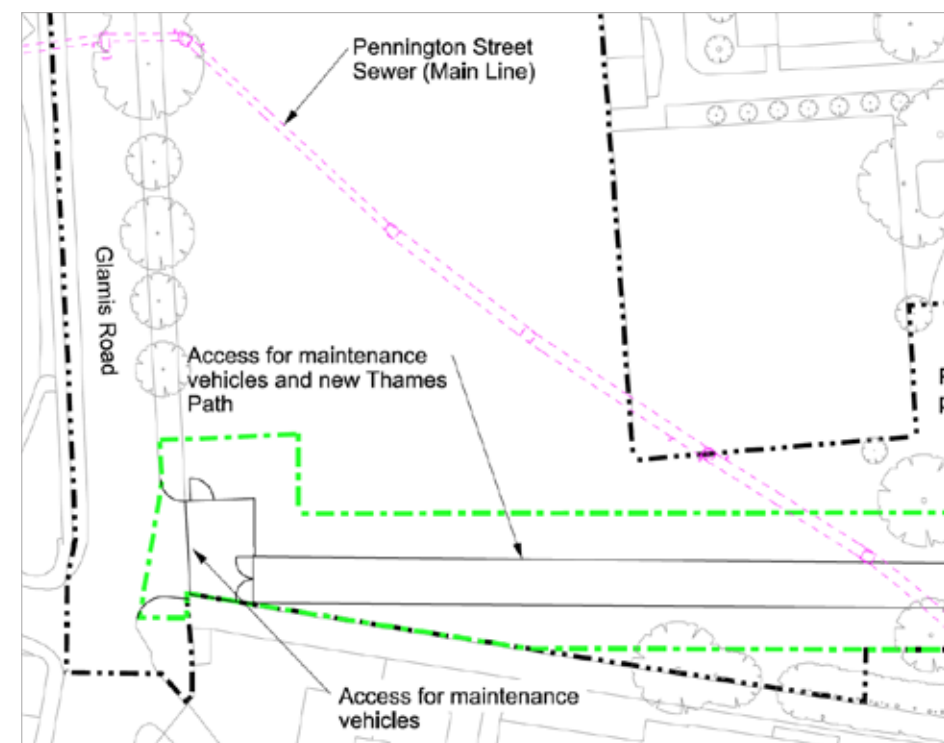 Pennington Street
Sewer (Main Line)
Glamis Road
Access for maintenance
vehicles and new Thames
Path
Access for maintenance
vehicles